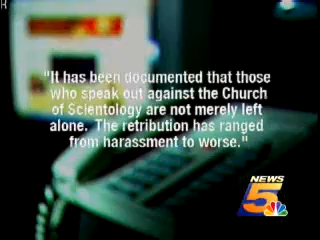 "It has been documented that those
who speak out against the Church
of Scientology are not merely left
alone. The retribution has ranged
from harassment to worse."
NEWS
5